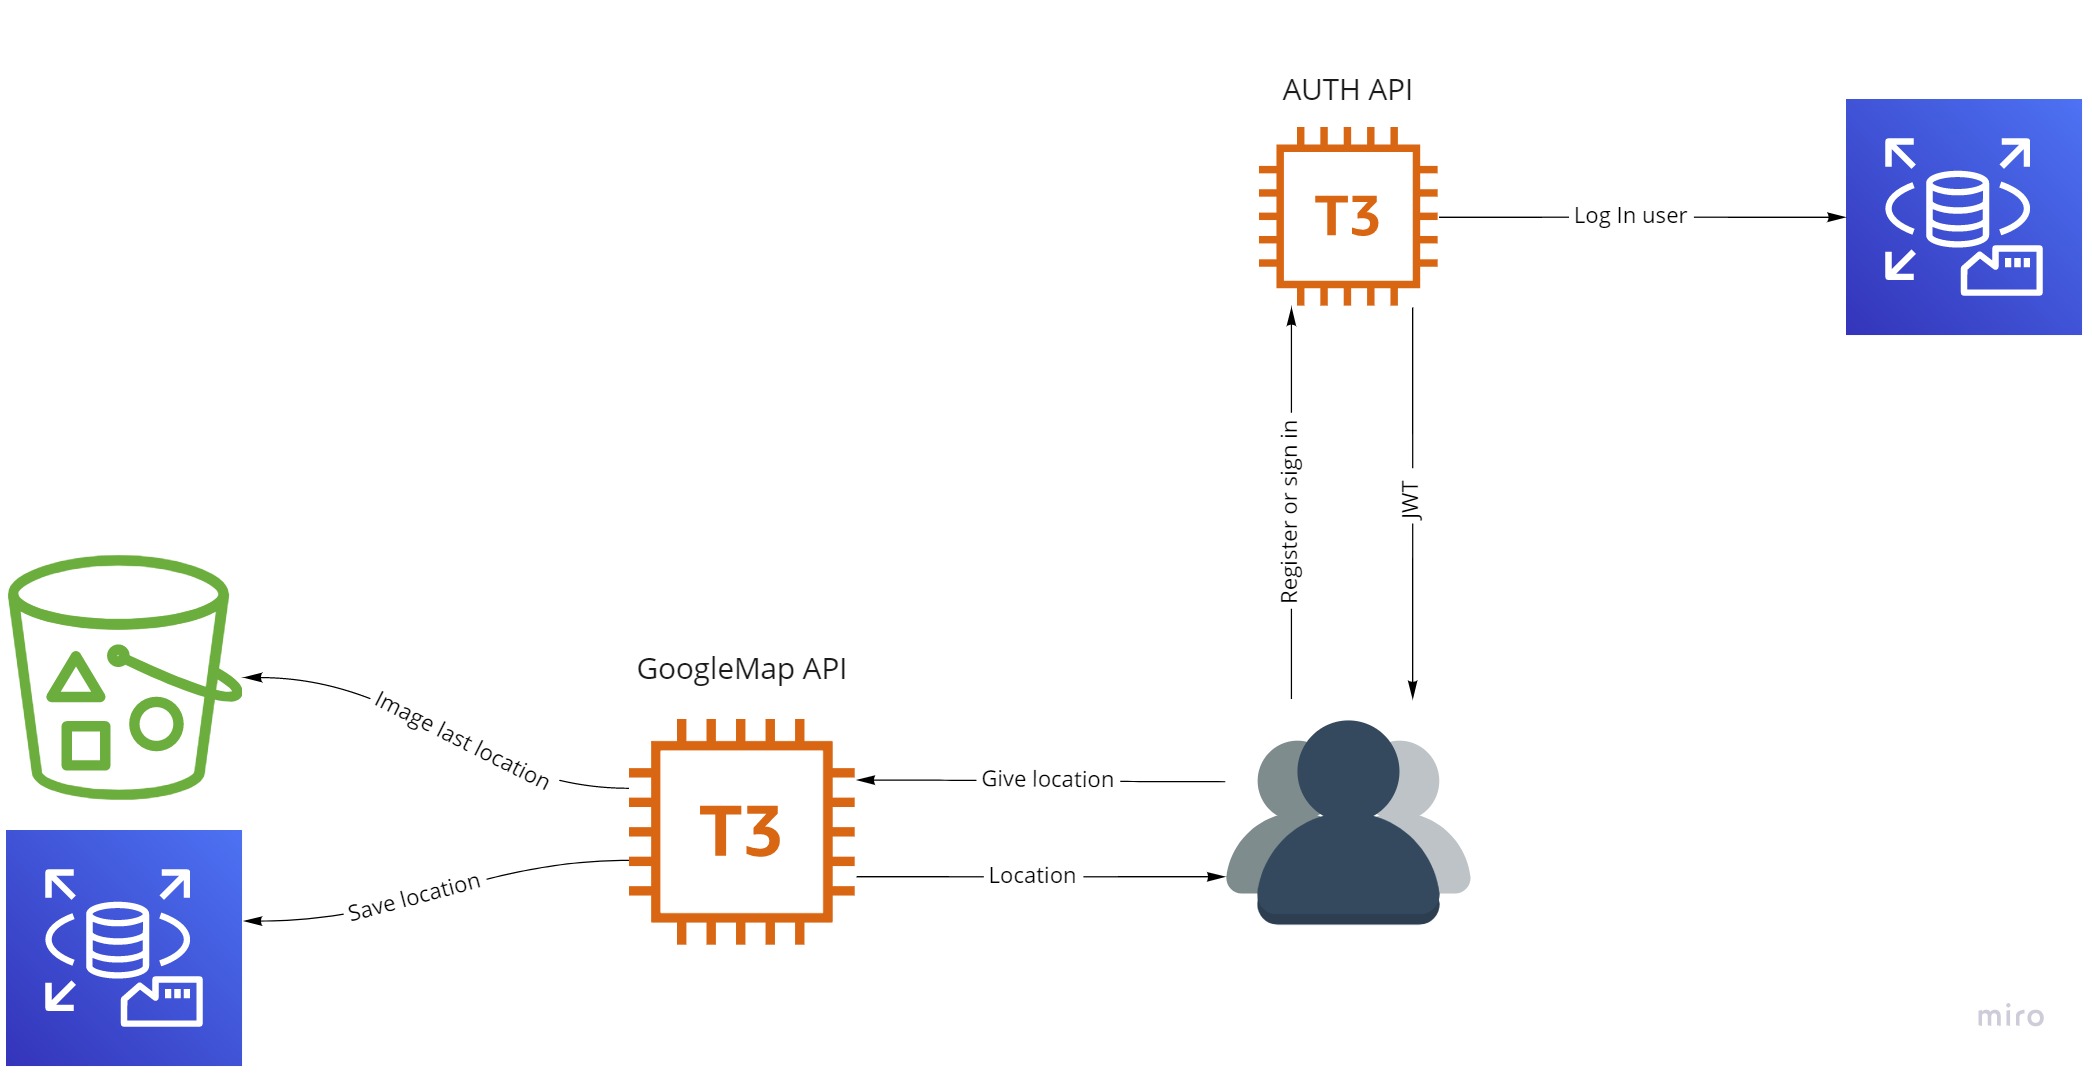 AUTH API
T3
Log In user
Register or sign in
JWT
GoogleMap API
Image last location
T3
Give location
Save location
Location
miro